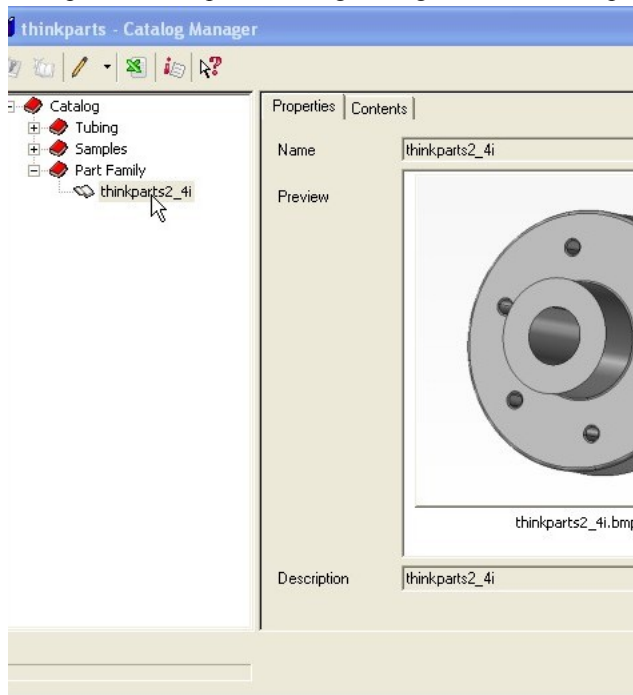 thinkparts - Catalog Manager
Catalog
Tubing
Samples
Part Family
thinkparts2_4i
Properties Contents
Name thinkparts2_4i
Preview
thinkparts2_4i.bmp
Description thinkparts2_4i